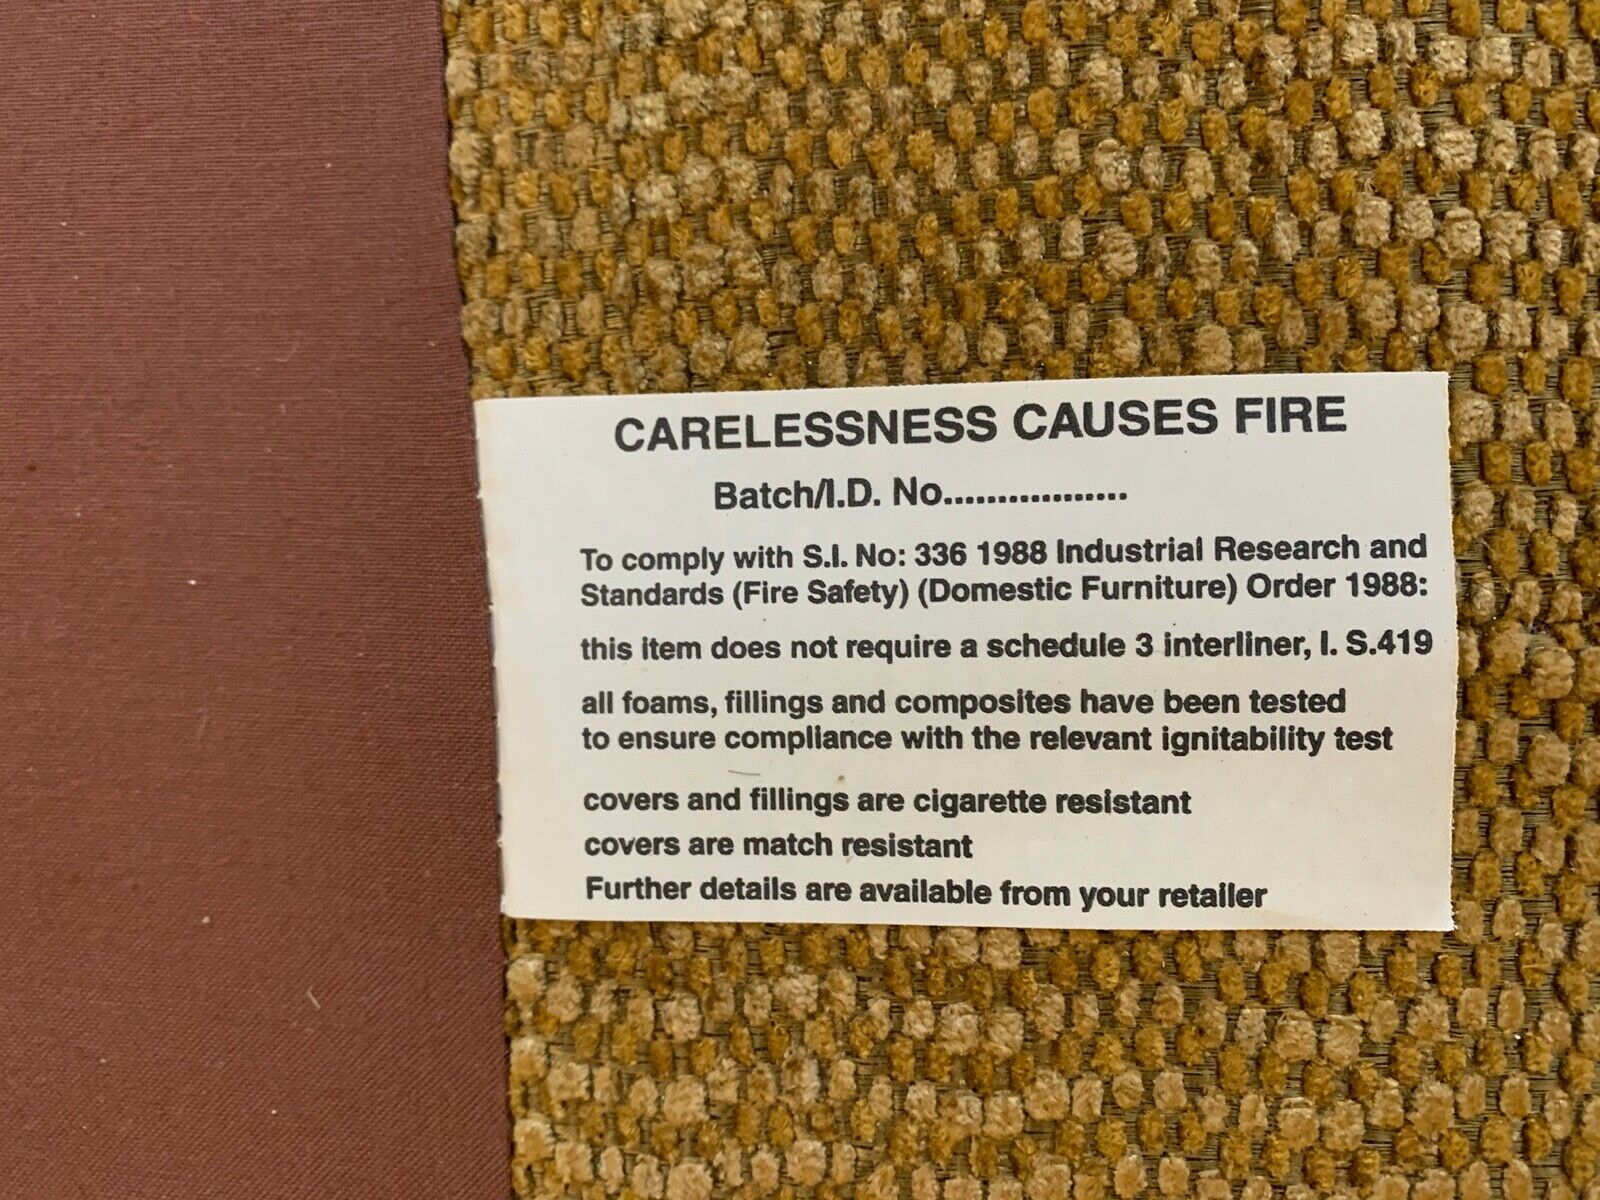 CARELESSNESS CAUSES FIRE
Batch/I.D. No.................
To comply with S.I. No: 336 1988 Industrial Research and
Standards (Fire Safety) (Domestic Furniture) Order 1988:
this item does not require a schedule 3 interliner, I. S.419
all foams, fillings and composites have been tested
to ensure compliance with the relevant ignitability test
covers and fillings are cigarette resistant
covers are match resistant
Further details are available from your retailer